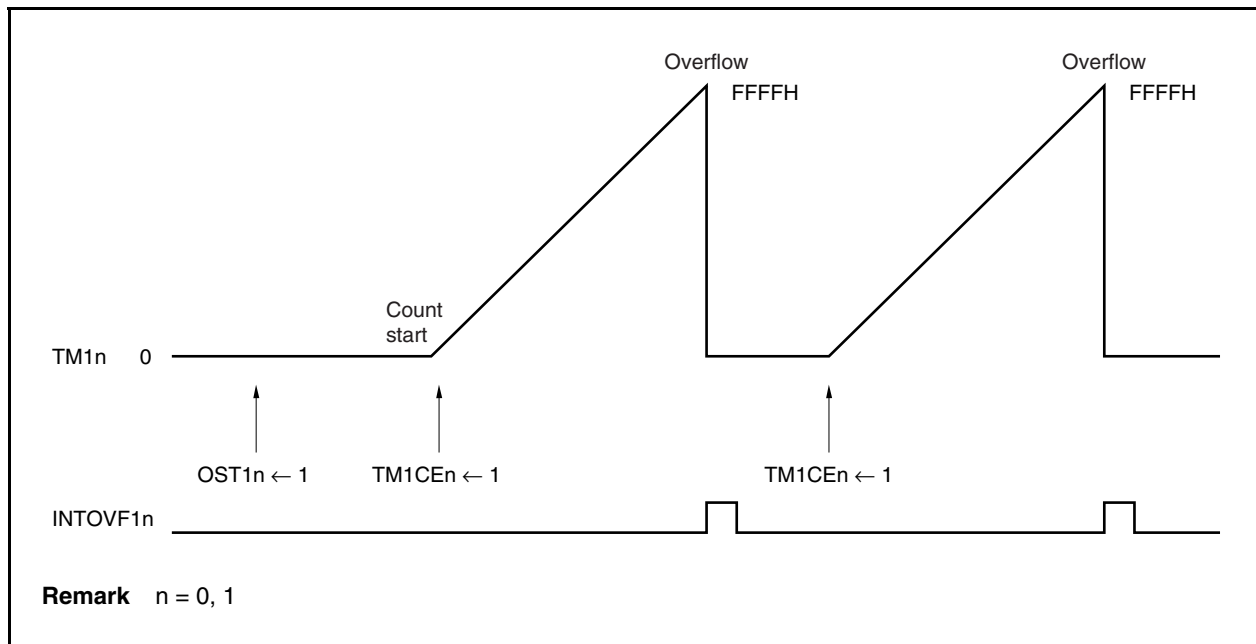 Overflow Overflow
FFFFH FFFFH
Count
start
TM1n 0
OST1n ← 1 TM1CEn ← 1 TM1CEn ← 1
INTOVF1n
Remark n = 0, 1